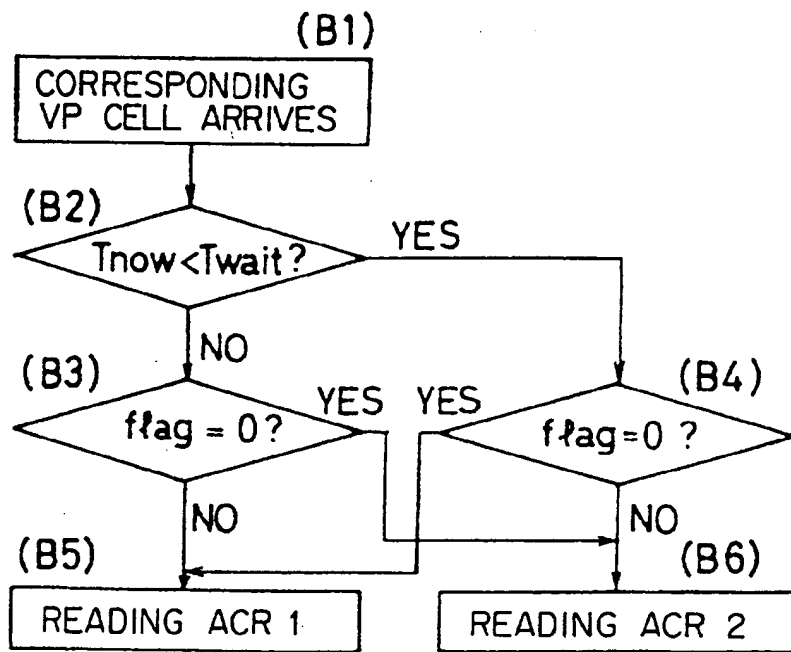 (B1)
CORRESPONDING
VP CELL ARRIVES
(B2)
Tnow<Twait?
YES
NO
(B3)
flag = 0?
YES
YES
(B4)
flag=0 ?
NO
NO
(B5)
READING ACR 1
(B6)
READING ACR 2